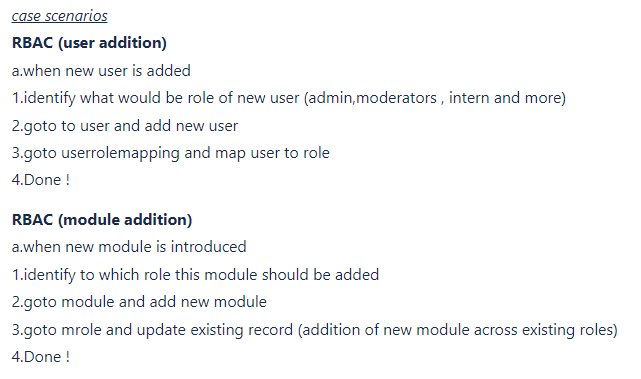 case scenarios
RBAC (user addition)
a.when new user is added
1.identify what would be role of new user (admin,moderators , intern and more)
2.goto to user and add new user
3.goto userrolemapping and map user to role
4.Done !
RBAC (module addition)
a.when new module is introduced
1.identify to which role this module should be added
2.goto module and add new module
3.goto mrole and update existing record (addition of new module across existing roles)
4.Done !